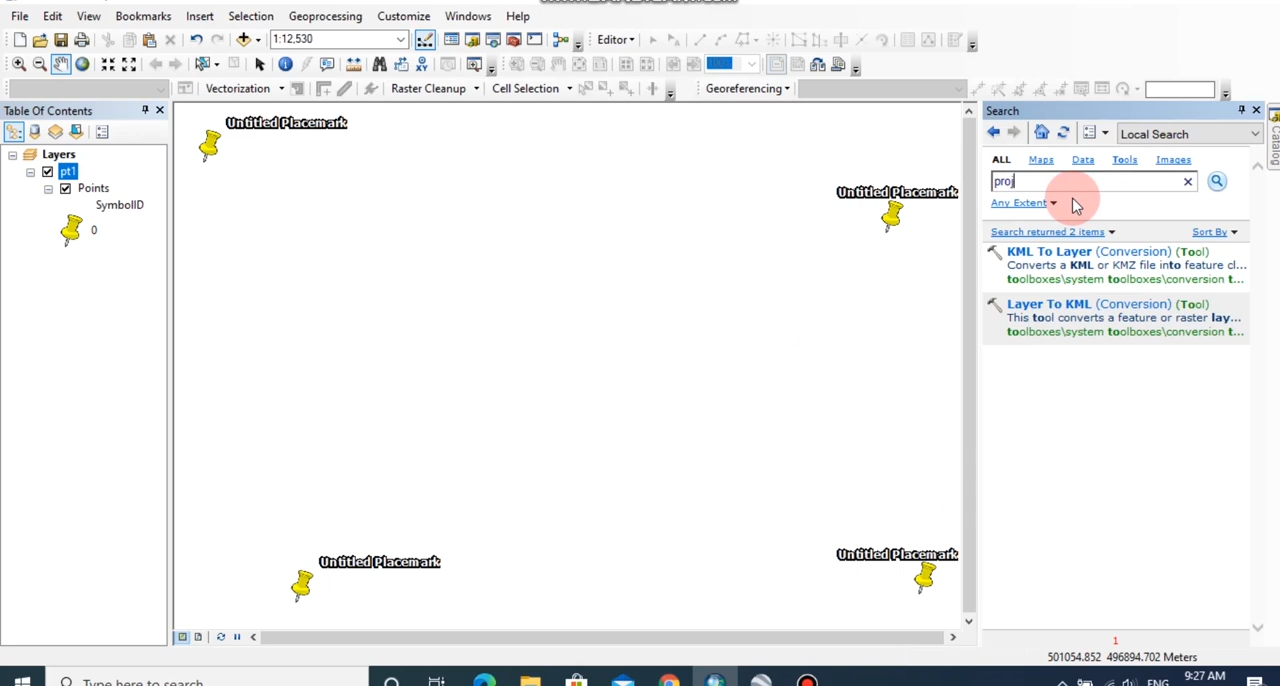 File Edit View Bookmarks Insert Selection Geoprocessing Customize Windows Help
1:12,530 Editor
Vectorization Raster Cleanup Cell Selection Georeferencing
Table Of Contents
Layers
pt1
Points
SymbolID
0
Untitled Placemark
Untitled Placemark
Untitled Placemark
Untitled Placemark
Search
Local Search
ALL Maps Data Tools Images
proj
Any Extent
Search returned 2 items Sort By
KML To Layer (Conversion) (Tool)
Converts a KML or KMZ file into feature cl...
toolboxes\system toolboxes\conversion t...
Layer To KML (Conversion) (Tool)
This tool converts a feature or raster lay...
toolboxes\system toolboxes\conversion t...
Catalog
1
501054.852 496894.702 Meters
Type here to search
ENG
9:27 AM